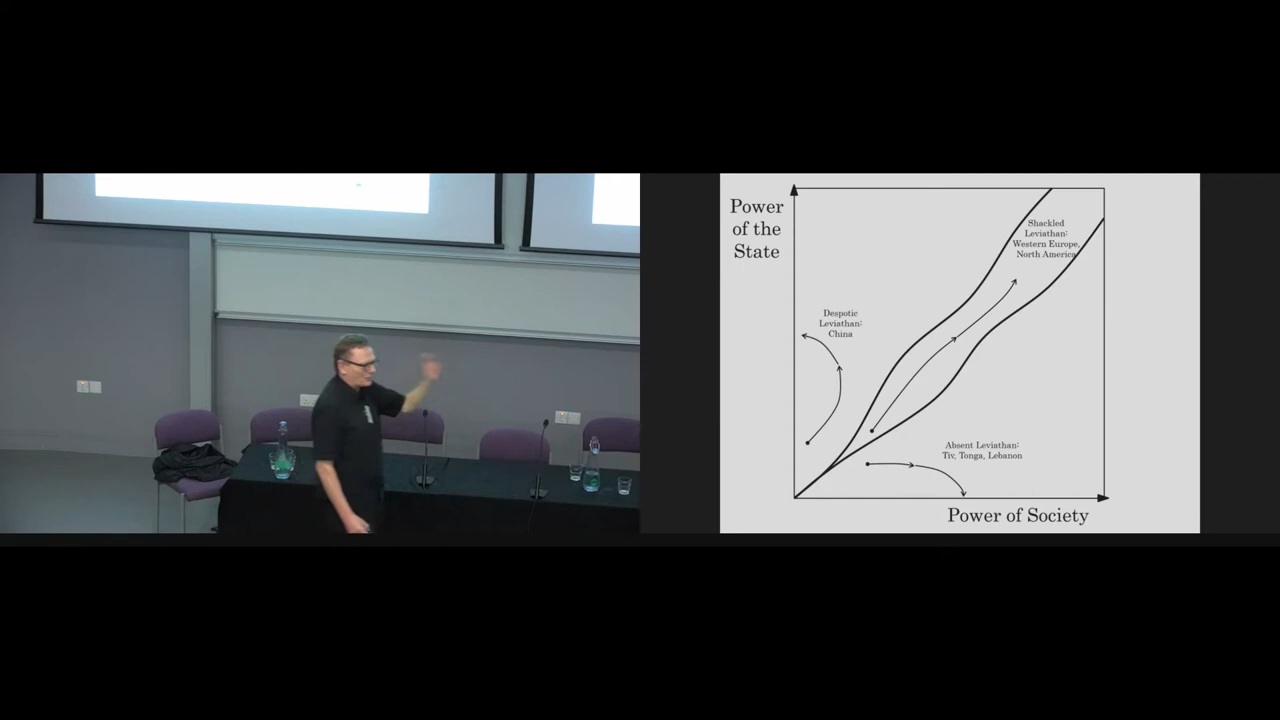 Power
of the
State
Shackled
Leviathan:
Western Europe,
North America
Despotic
Leviathan:
China
Absent Leviathan:
Tiv, Tonga, Lebanon
Power of Society